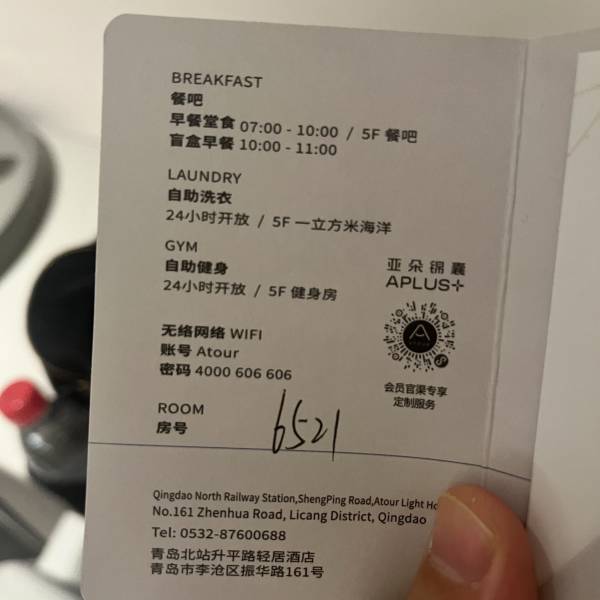 BREAKFAST
餐吧
早餐堂食 07:00 - 10:00 / 5F 餐吧
盲盒早餐 10:00 - 11:00
LAUNDRY
自助洗衣
24小时开放 / 5F 一立方米海洋
GYM
自助健身
24小时开放 / 5F 健身房
亚朵锦囊
APLUS+
会员官渠专享
定制服务
无络网络 WIFI
账号 Atour
密码 4000 606 606
ROOM
房号
6521
Qingdao North Railway Station,ShengPing Road,Atour Light
No.161 Zhenhua Road, Licang District, Qingdao
Tel: 0532-87600688
青岛北站升平路轻居酒店
青岛市李沧区振华路161号